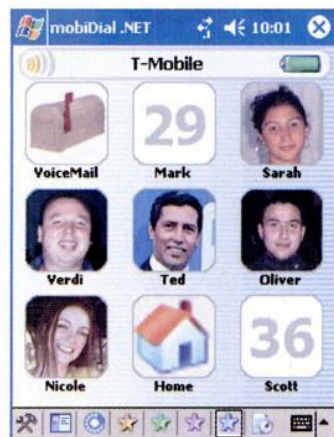 mobiDial .NET 10:01
T-Mobile
29
VoiceMail Mark Sarah
Verdi Ted Oliver
36
Nicole Home Scott